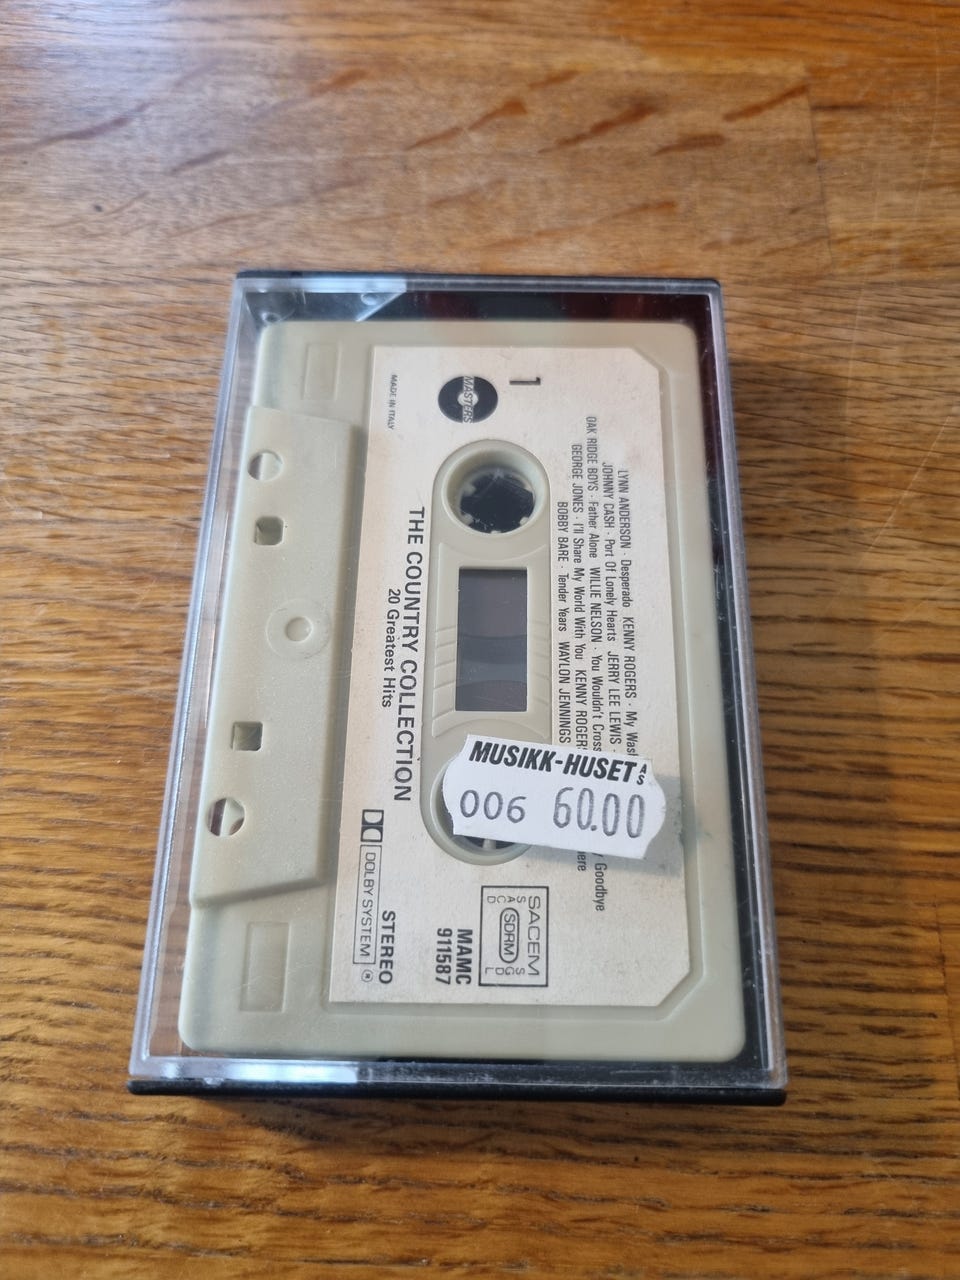 1
MASTERS
MADE IN ITALY
LYNN ANDERSON · Desperado KENNY ROGERS · My
JOHNNY CASH · Port Of Lonely Hearts JERRY LEE LEWIS ·
OAK RIDGE BOYS · Father Alone WILLIE NELSON · You Wouldn't Cross
GEORGE JONES · I'll Share My World With You KENNY ROGERS
BOBBY BARE · Tender Years WAYLON JENNINGS
Goodbye
THE COUNTRY COLLECTION
20 Greatest Hits
MUSIKK-HUSET A/S
006 60.00
SACEM
SDRM
SACD
SGDL
MAMC
911587
STEREO
DOLBY SYSTEM ®